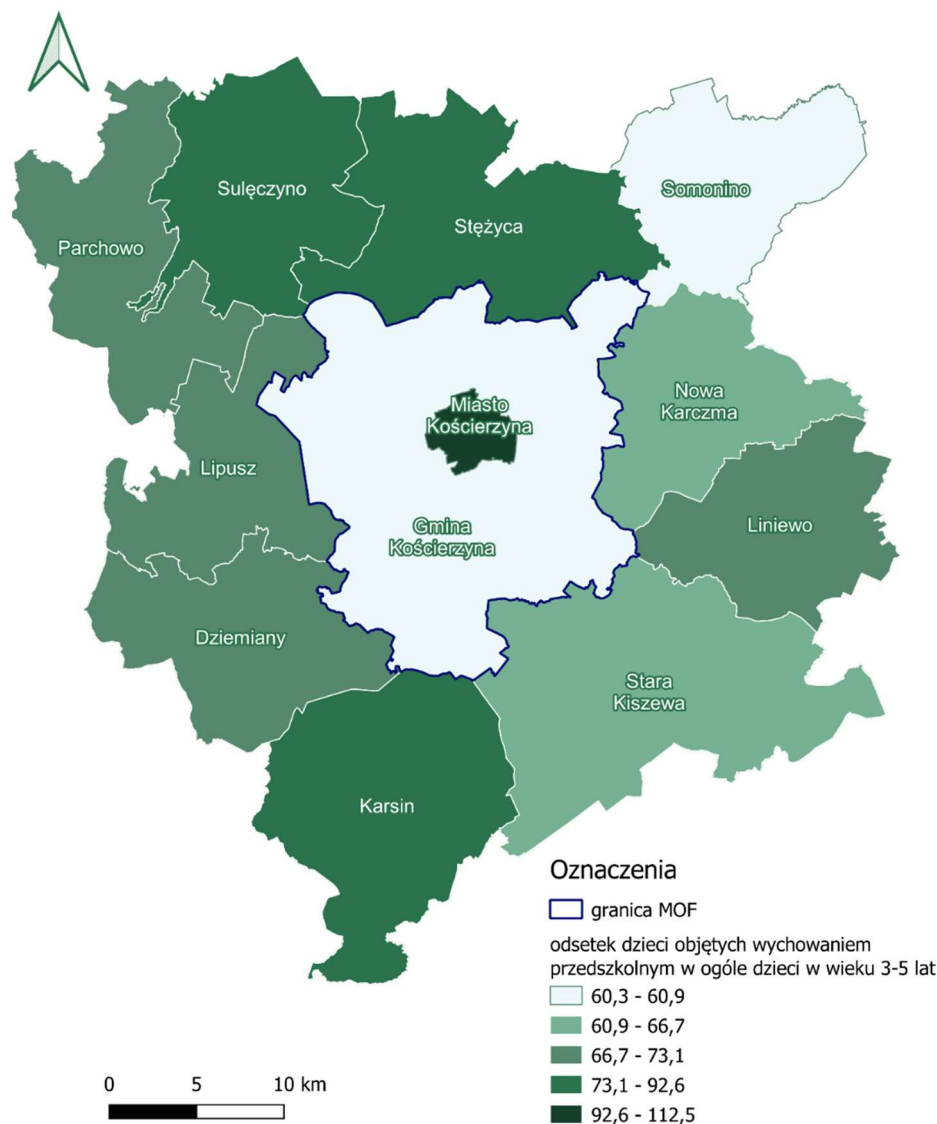 Somonino
Sulęczyno
Stężyca
Parchowo
Nowa
Karczma
Miasto
Kościerzyna
Lipusz
Liniewo
Gmina
Kościerzyna
Dziemiany
Stara
Kiszewa
Karsin
Oznaczenia
granica MOF
odsetek dzieci objętych wychowaniem
przedszkolnym w ogóle dzieci w wieku 3-5 lat
60,3 - 60,9
60,9 - 66,7
66,7 - 73,1
73,1 - 92,6
92,6 - 112,5
0 5 10 km